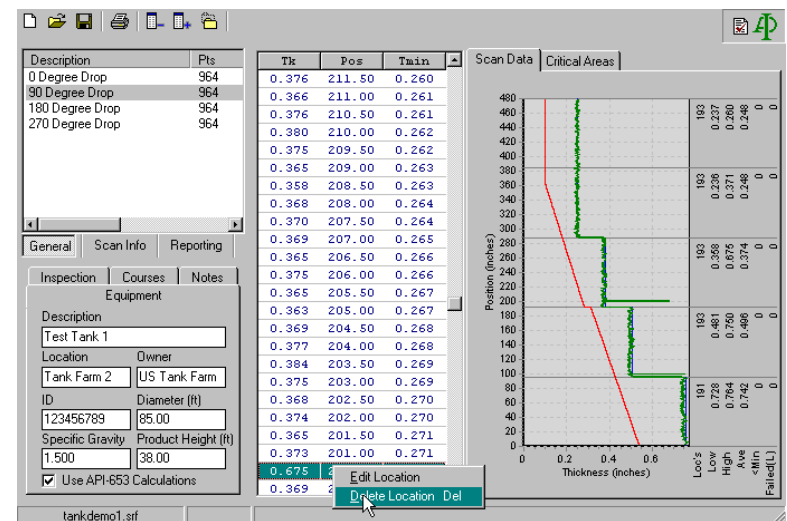 Description Pts
0 Degree Drop 964
90 Degree Drop 964
180 Degree Drop 964
270 Degree Drop 964
General Scan Info Reporting
Inspection Courses Notes
Equipment
Description
Test Tank 1
Location Owner
Tank Farm 2 US Tank Farm
ID Diameter (ft)
123456789 85.00
Specific Gravity Product Height (ft)
1.500 38.00
Use API-653 Calculations
tankdemo1.srf
Tk Pos Tmin
0.376 211.50 0.260
0.366 211.00 0.261
0.376 210.50 0.261
0.380 210.00 0.262
0.375 209.50 0.262
0.365 209.00 0.263
0.358 208.50 0.263
0.368 208.00 0.264
0.370 207.50 0.264
0.369 207.00 0.265
0.365 206.50 0.266
0.375 206.00 0.266
0.365 205.50 0.267
0.363 205.00 0.267
0.369 204.50 0.268
0.377 204.00 0.268
0.384 203.50 0.269
0.375 203.00 0.269
0.368 202.50 0.270
0.374 202.00 0.270
0.365 201.50 0.271
0.373 201.00 0.271
0.675 2
0.369 2
Edit Location
Delete Location Del
Scan Data Critical Areas
480
460
440
420
400
380
360
340
320
300
280
260
240
220
200
180
160
140
120
100
80
60
40
20
0
Position (inches)
0 0.2 0.4 0.6
Thickness (inches)
193 0.237 0.260 0.248 0 0
193 0.236 0.371 0.248 0 0
193 0.358 0.675 0.374 0 0
193 0.481 0.750 0.496 0 0
191 0.728 0.764 0.742 0 0
Loc's
Low
High
Ave
<Min
Failed(L)